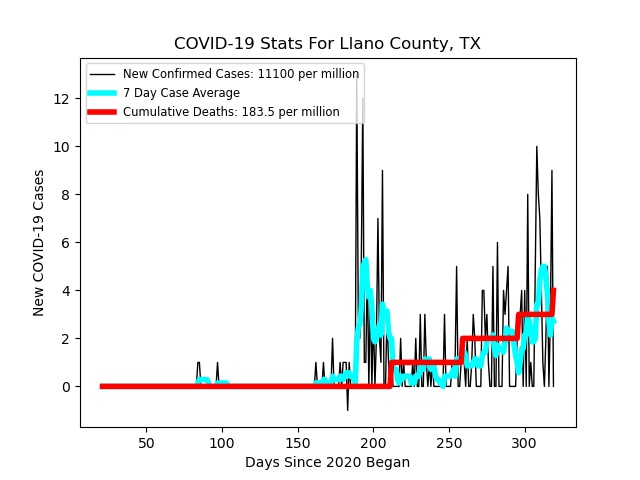 COVID-19 Stats For Llano County, TX
New Confirmed Cases: 11100 per million
7 Day Case Average
Cumulative Deaths: 183.5 per million
New COVID-19 Cases
12
10
8
6
4
2
0
50 100 150 200 250 300
Days Since 2020 Began